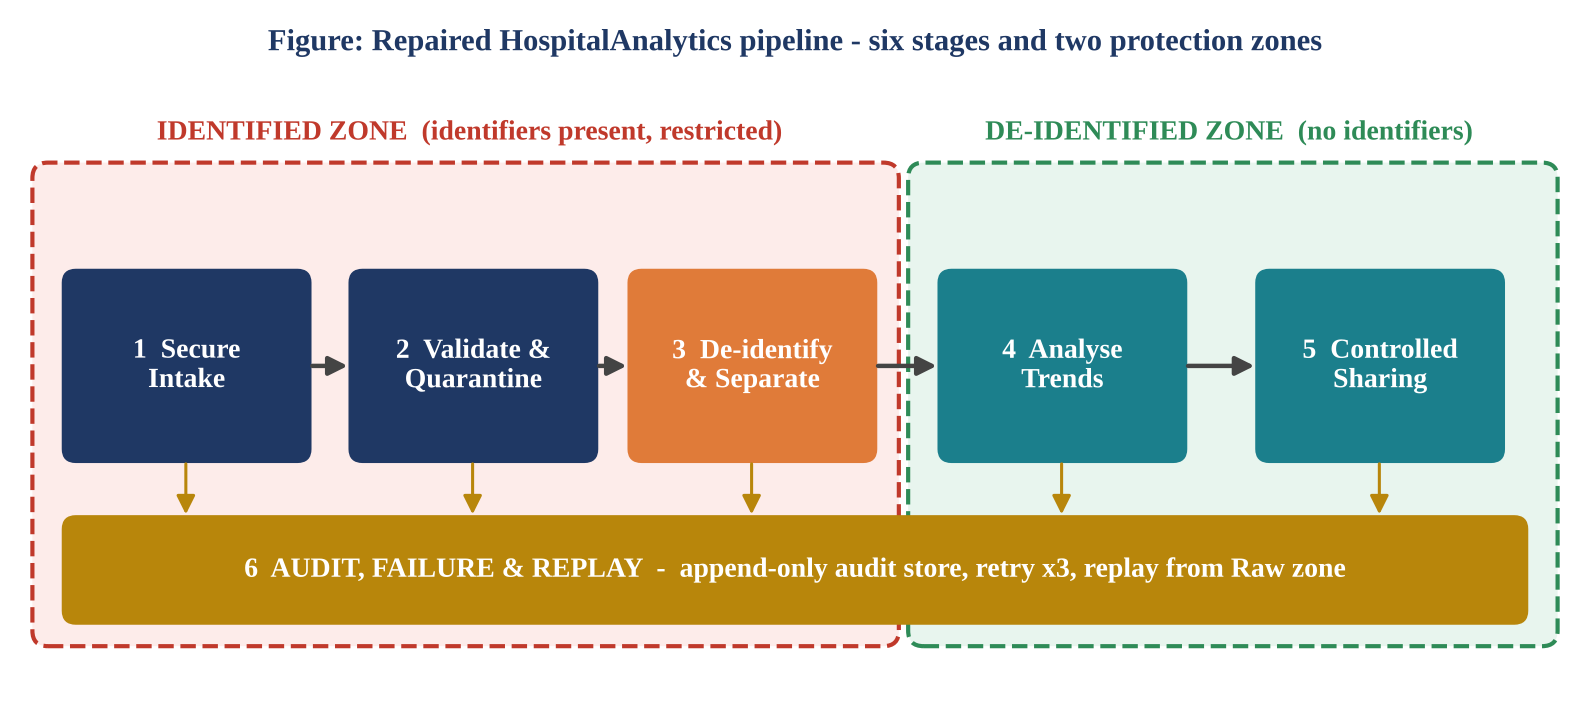 Figure: Repaired HospitalAnalytics pipeline - six stages and two protection zones
IDENTIFIED ZONE (identifiers present, restricted)
DE-IDENTIFIED ZONE (no identifiers)
1 Secure
Intake
2 Validate &
Quarantine
3 De-identify
& Separate
4 Analyse
Trends
5 Controlled
Sharing
6 AUDIT, FAILURE & REPLAY - append-only audit store, retry x3, replay from Raw zone